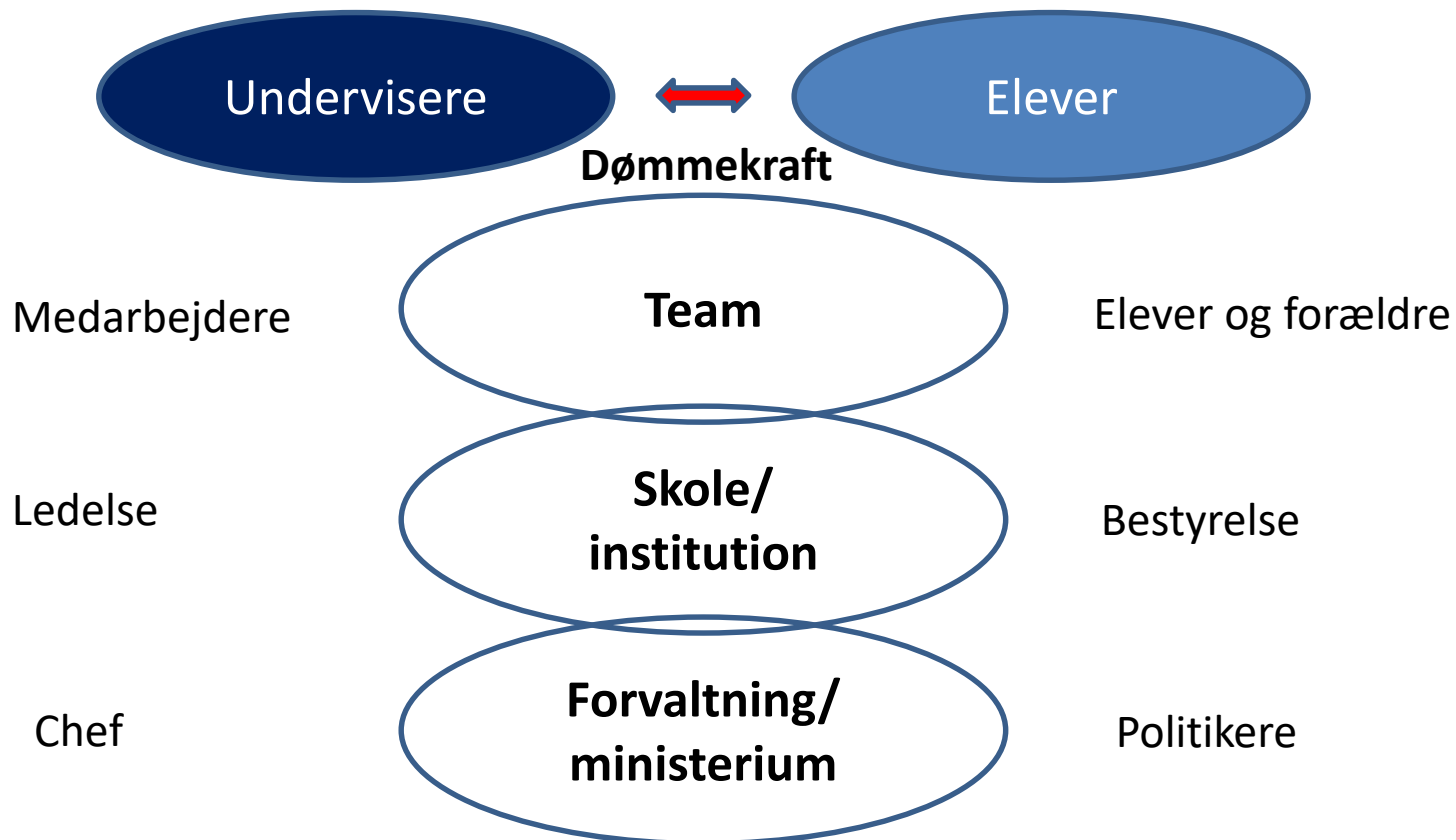 Undervisere
Elever
Dømmekraft
Medarbejdere
Team
Elever og forældre
Ledelse
Skole/
institution
Bestyrelse
Chef
Forvaltning/
ministerium
Politikere